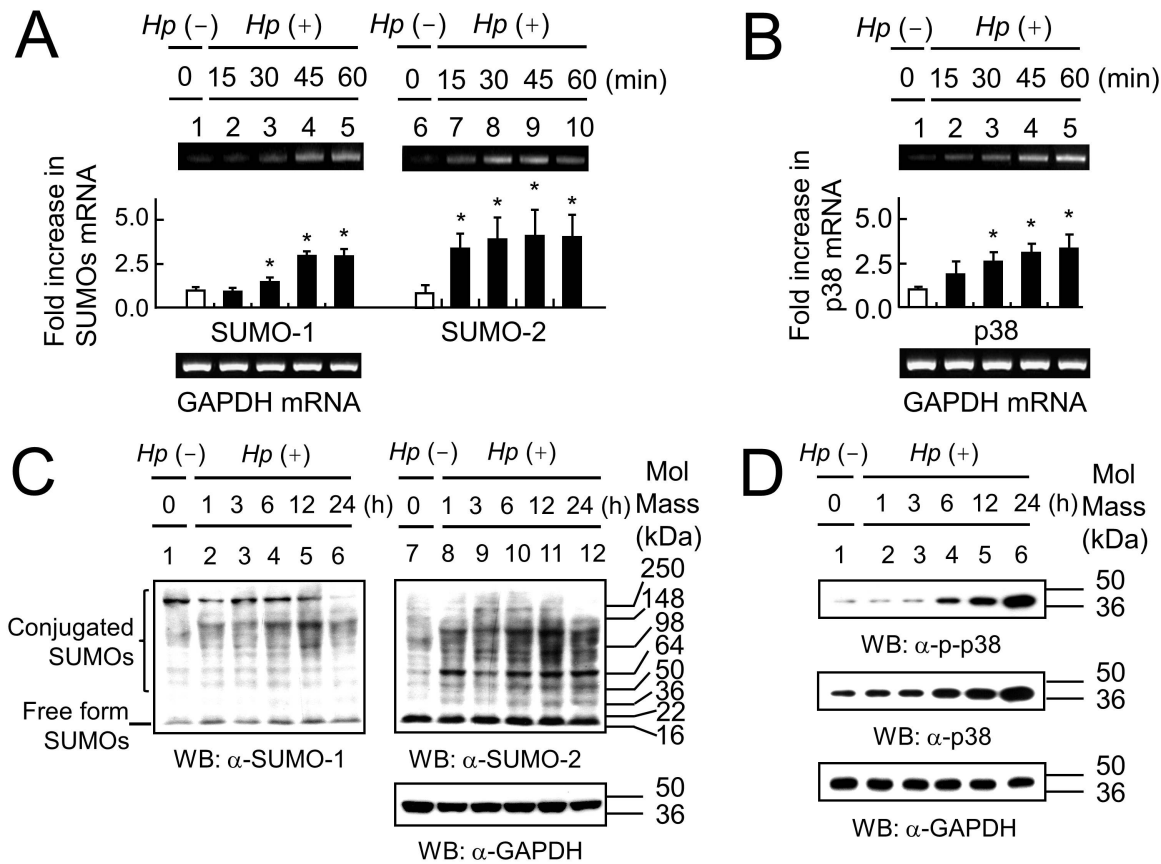 A
Hp (−) Hp (+) Hp (−) Hp (+)
0 15 30 45 60 0 15 30 45 60 (min)
1 2 3 4 5 6 7 8 9 10
Fold increase in
SUMOs mRNA
5.0
2.5
0.0
* * * * * * *
SUMO-1 SUMO-2
GAPDH mRNA
B
Hp (−) Hp (+)
0 15 30 45 60 (min)
1 2 3 4 5
Fold increase in
p38 mRNA
5.0
2.5
0.0
* * *
p38
GAPDH mRNA
C
Hp (−) Hp (+) Hp (−) Hp (+)
0 1 3 6 12 24 (h) 0 1 3 6 12 24 (h)
1 2 3 4 5 6 7 8 9 10 11 12
Mol
Mass
(kDa)
250
148
98
64
50
36
22
16
Conjugated
SUMOs
Free form
SUMOs
WB: α-SUMO-1 WB: α-SUMO-2
50
36
WB: α-GAPDH
D
Hp (−) Hp (+)
0 1 3 6 12 24 (h)
1 2 3 4 5 6
Mol
Mass
(kDa)
50
36
WB: α-p-p38
50
36
WB: α-p38
50
36
WB: α-GAPDH